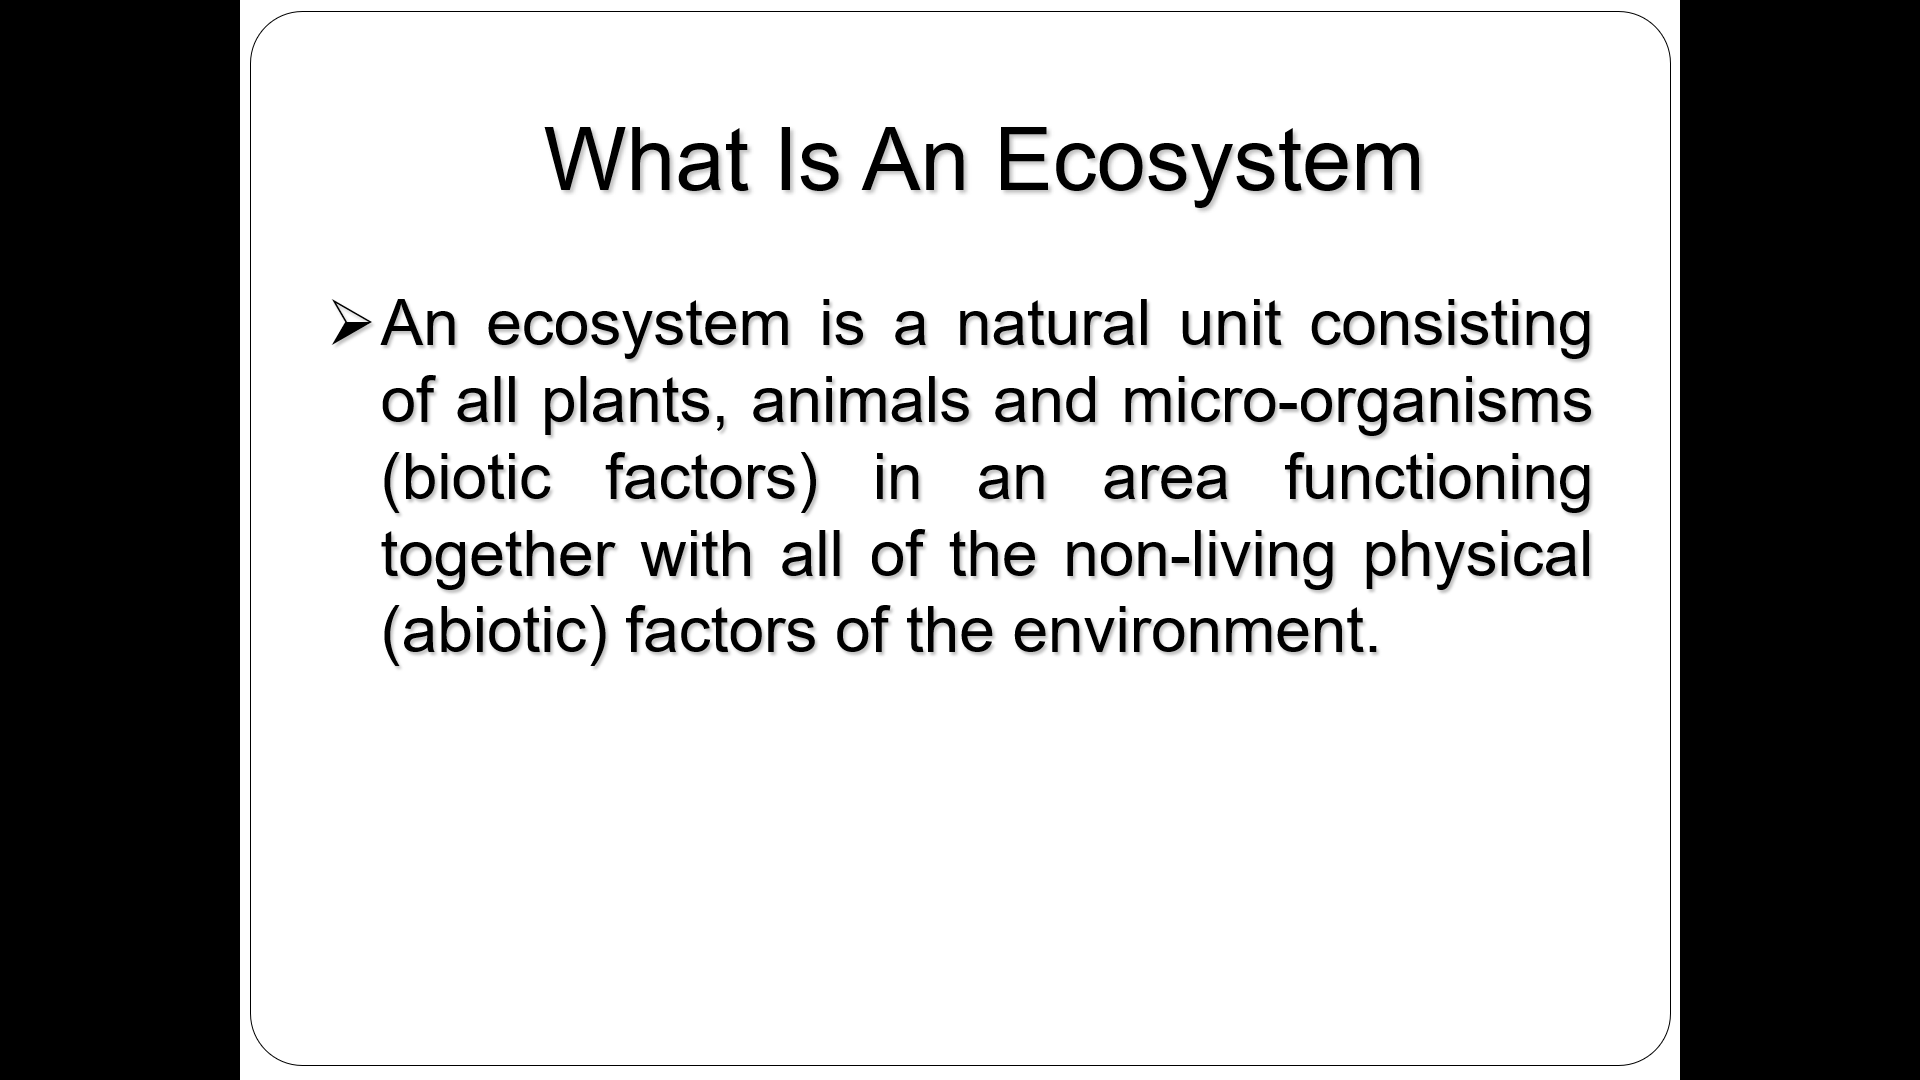 What Is An Ecosystem
➢An ecosystem is a natural unit consisting
of all plants, animals and micro-organisms
(biotic factors) in an area functioning
together with all of the non-living physical
(abiotic) factors of the environment.